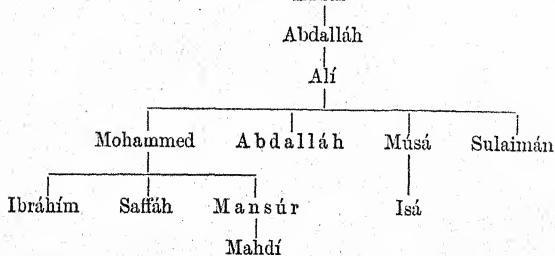 Abdalláh
Alí
Mohammed Abdalláh Músá Sulaimán
Ibráhím Saffáh Mansúr Isá
Mahdí